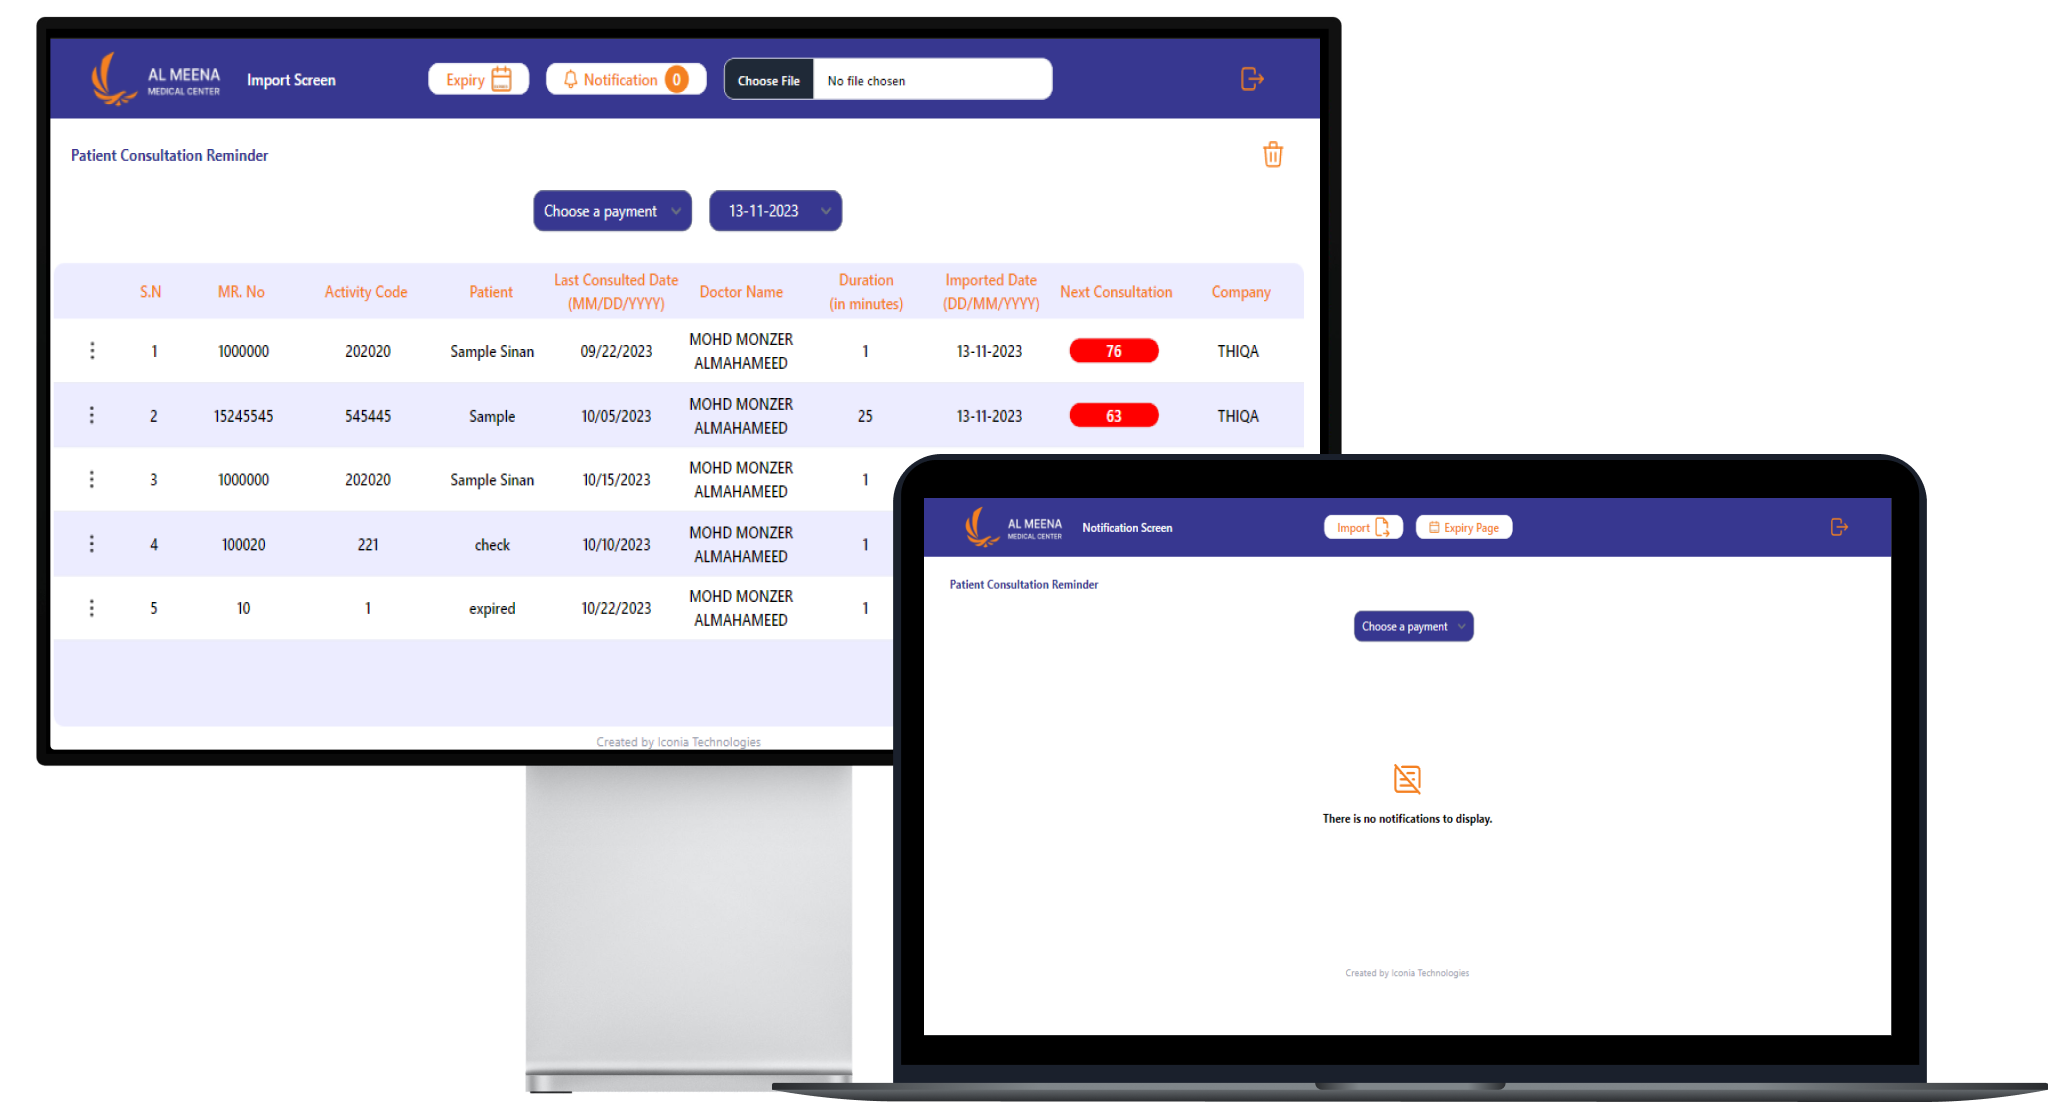 AL MEENA
MEDICAL CENTER
Import Screen
Expiry
Notification 0
Choose File No file chosen
Patient Consultation Reminder
Choose a payment
13-11-2023
S.N MR. No Activity Code Patient Last Consulted Date (MM/DD/YYYY) Doctor Name Duration (in minutes) Imported Date (DD/MM/YYYY) Next Consultation Company
1 1000000 202020 Sample Sinan 09/22/2023 MOHD MONZER ALMAHAMEED 1 13-11-2023 76 THIQA
2 15245545 545445 Sample 10/05/2023 MOHD MONZER ALMAHAMEED 25 13-11-2023 63 THIQA
3 1000000 202020 Sample Sinan 10/15/2023 MOHD MONZER ALMAHAMEED 1
4 100020 221 check 10/10/2023 MOHD MONZER ALMAHAMEED 1
5 10 1 expired 10/22/2023 MOHD MONZER ALMAHAMEED 1
Created by Iconia Technologies
AL MEENA
MEDICAL CENTER
Notification Screen
Import
Expiry Page
Patient Consultation Reminder
Choose a payment
There is no notifications to display.
Created by Iconia Technologies